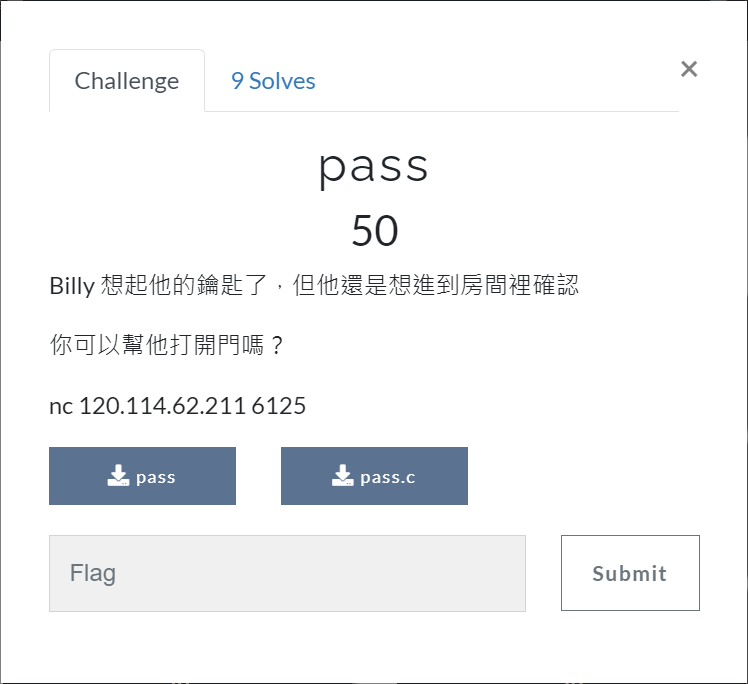 Challenge
9 Solves
×
pass
50
Billy 想起他的鑰匙了，但他還是想進到房間裡確認
你可以幫他打開門嗎？
nc 120.114.62.211 6125
pass
pass.c
Flag
Submit